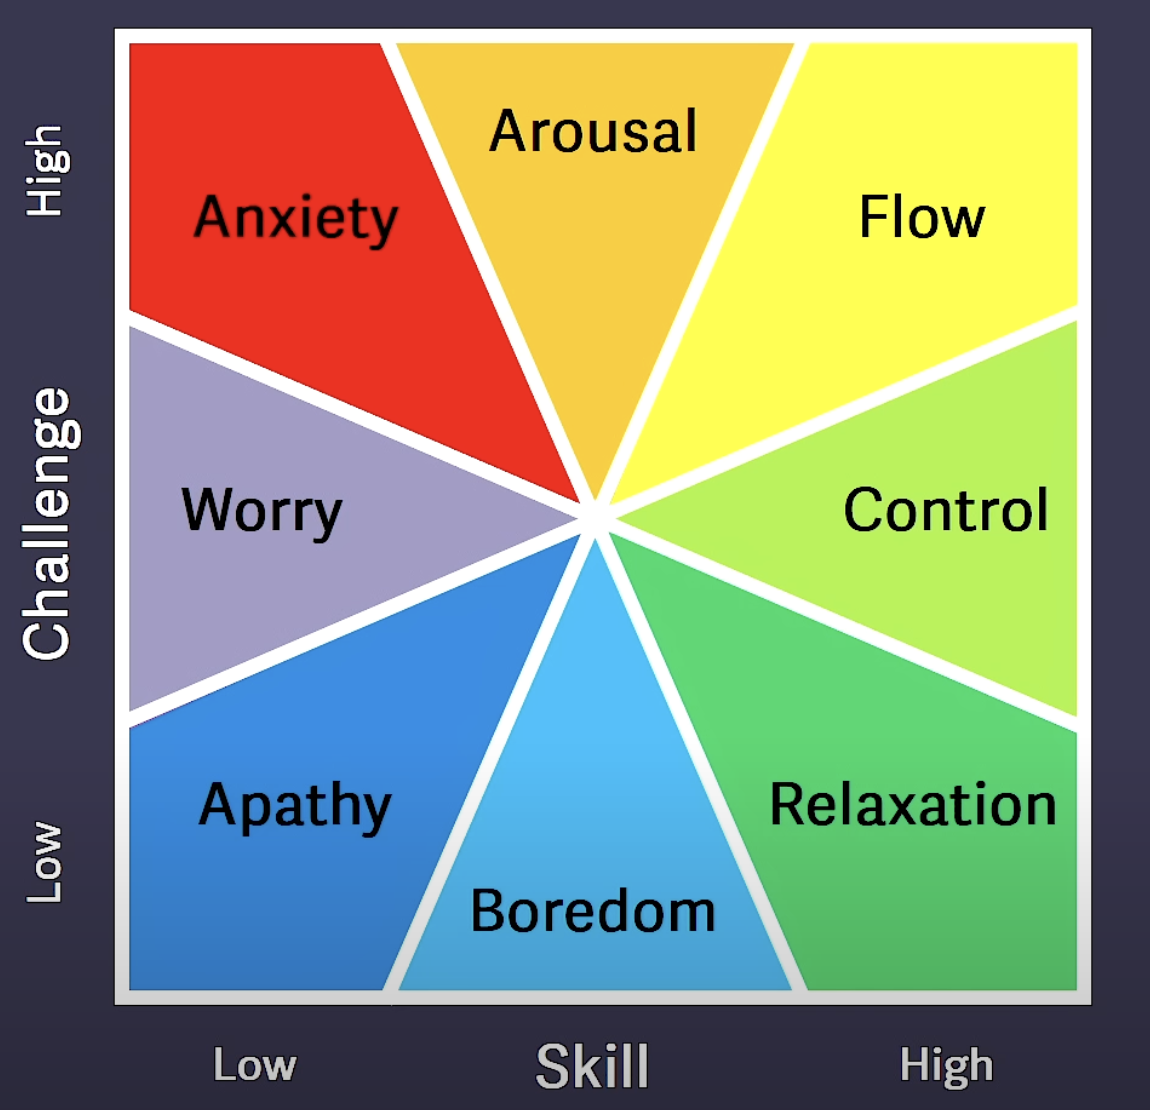 High
Arousal
Anxiety
Flow
Challenge
Worry
Control
Apathy
Relaxation
Low
Boredom
Low
Skill
High